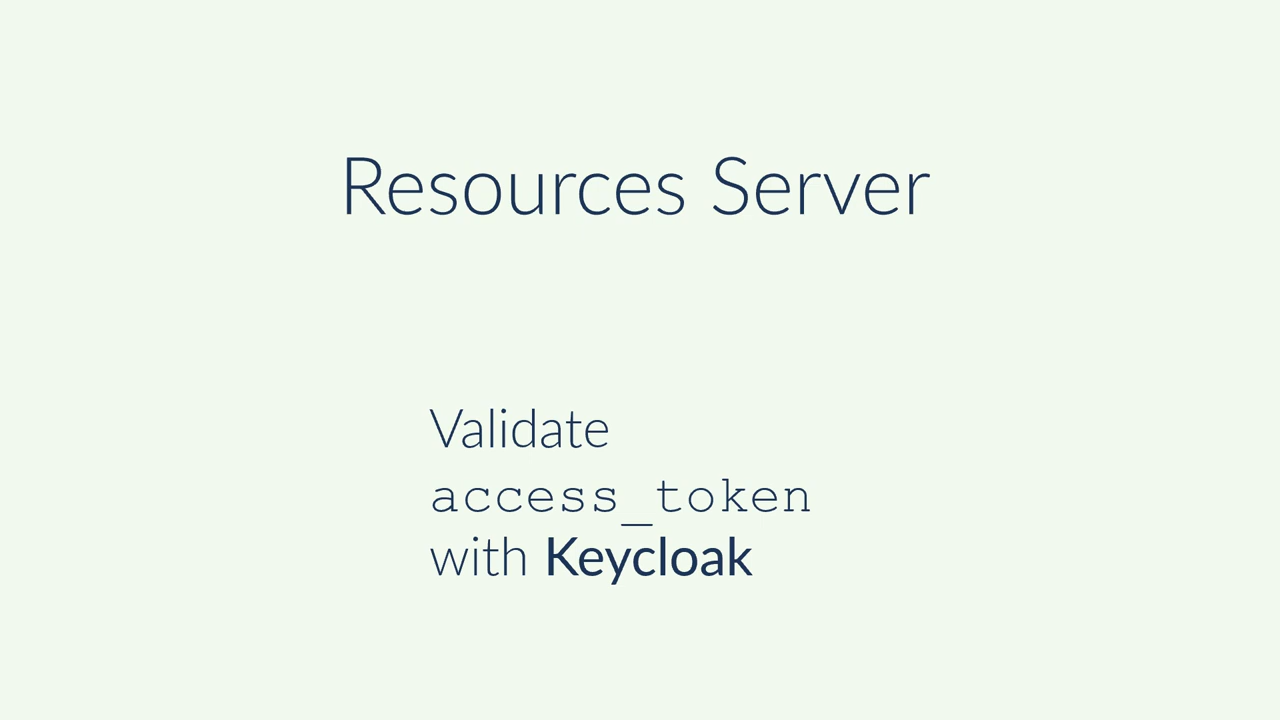 Resources Server
Validate
access_token
with Keycloak